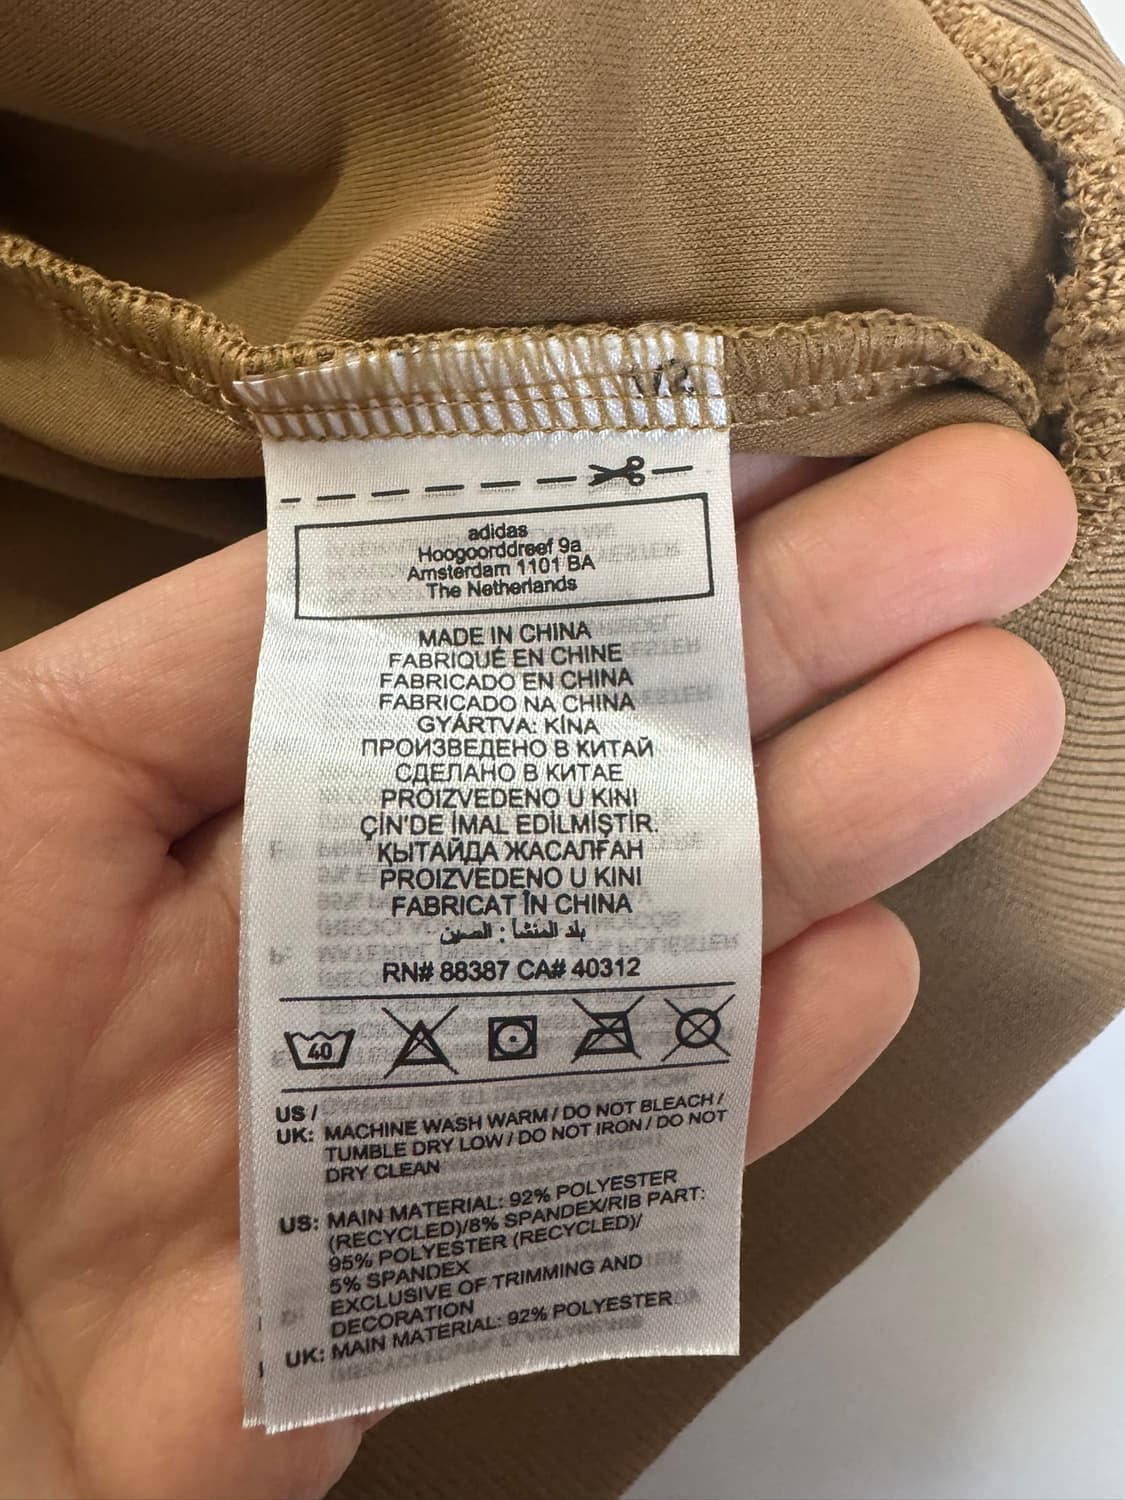 1/2
adidas
Hoogoorddreef 9a
Amsterdam 1101 BA
The Netherlands
MADE IN CHINA
FABRIQUÉ EN CHINE
FABRICADO EN CHINA
FABRICADO NA CHINA
GYÁRTVA: KÍNA
ПРОИЗВЕДЕНО В КИТАЙ
СДЕЛАНО В КИТАЕ
PROIZVEDENO U KINI
ÇİN'DE İMAL EDİLMİŞTİR.
ҚЫТАЙДА ЖАСАЛҒАН
PROIZVEDENO U KINI
FABRICAT ÎN CHINA
بلد المنشأ : الصين
RN# 88387 CA# 40312
40
US /
UK: MACHINE WASH WARM / DO NOT BLEACH /
TUMBLE DRY LOW / DO NOT IRON / DO NOT
DRY CLEAN
US: MAIN MATERIAL: 92% POLYESTER
(RECYCLED)/8% SPANDEX/RIB PART:
95% POLYESTER (RECYCLED)/
5% SPANDEX
EXCLUSIVE OF TRIMMING AND
DECORATION
UK: MAIN MATERIAL: 92% POLYESTER